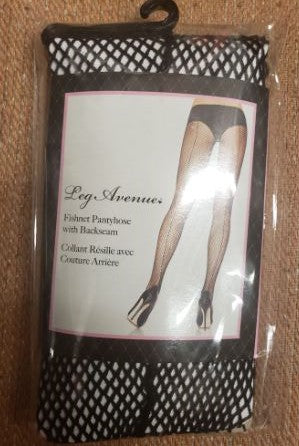 Leg Avenue
Fishnet Pantyhose
with Backseam
Collant Résille avec
Couture Arrière